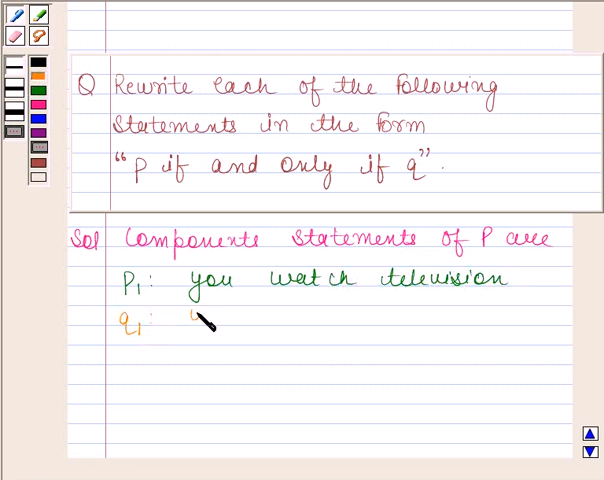 Q Rewrite each of the following
statements in the form
“p if and only if q”.
Sol Components statements of P are
p₁: you watch television
q₁: